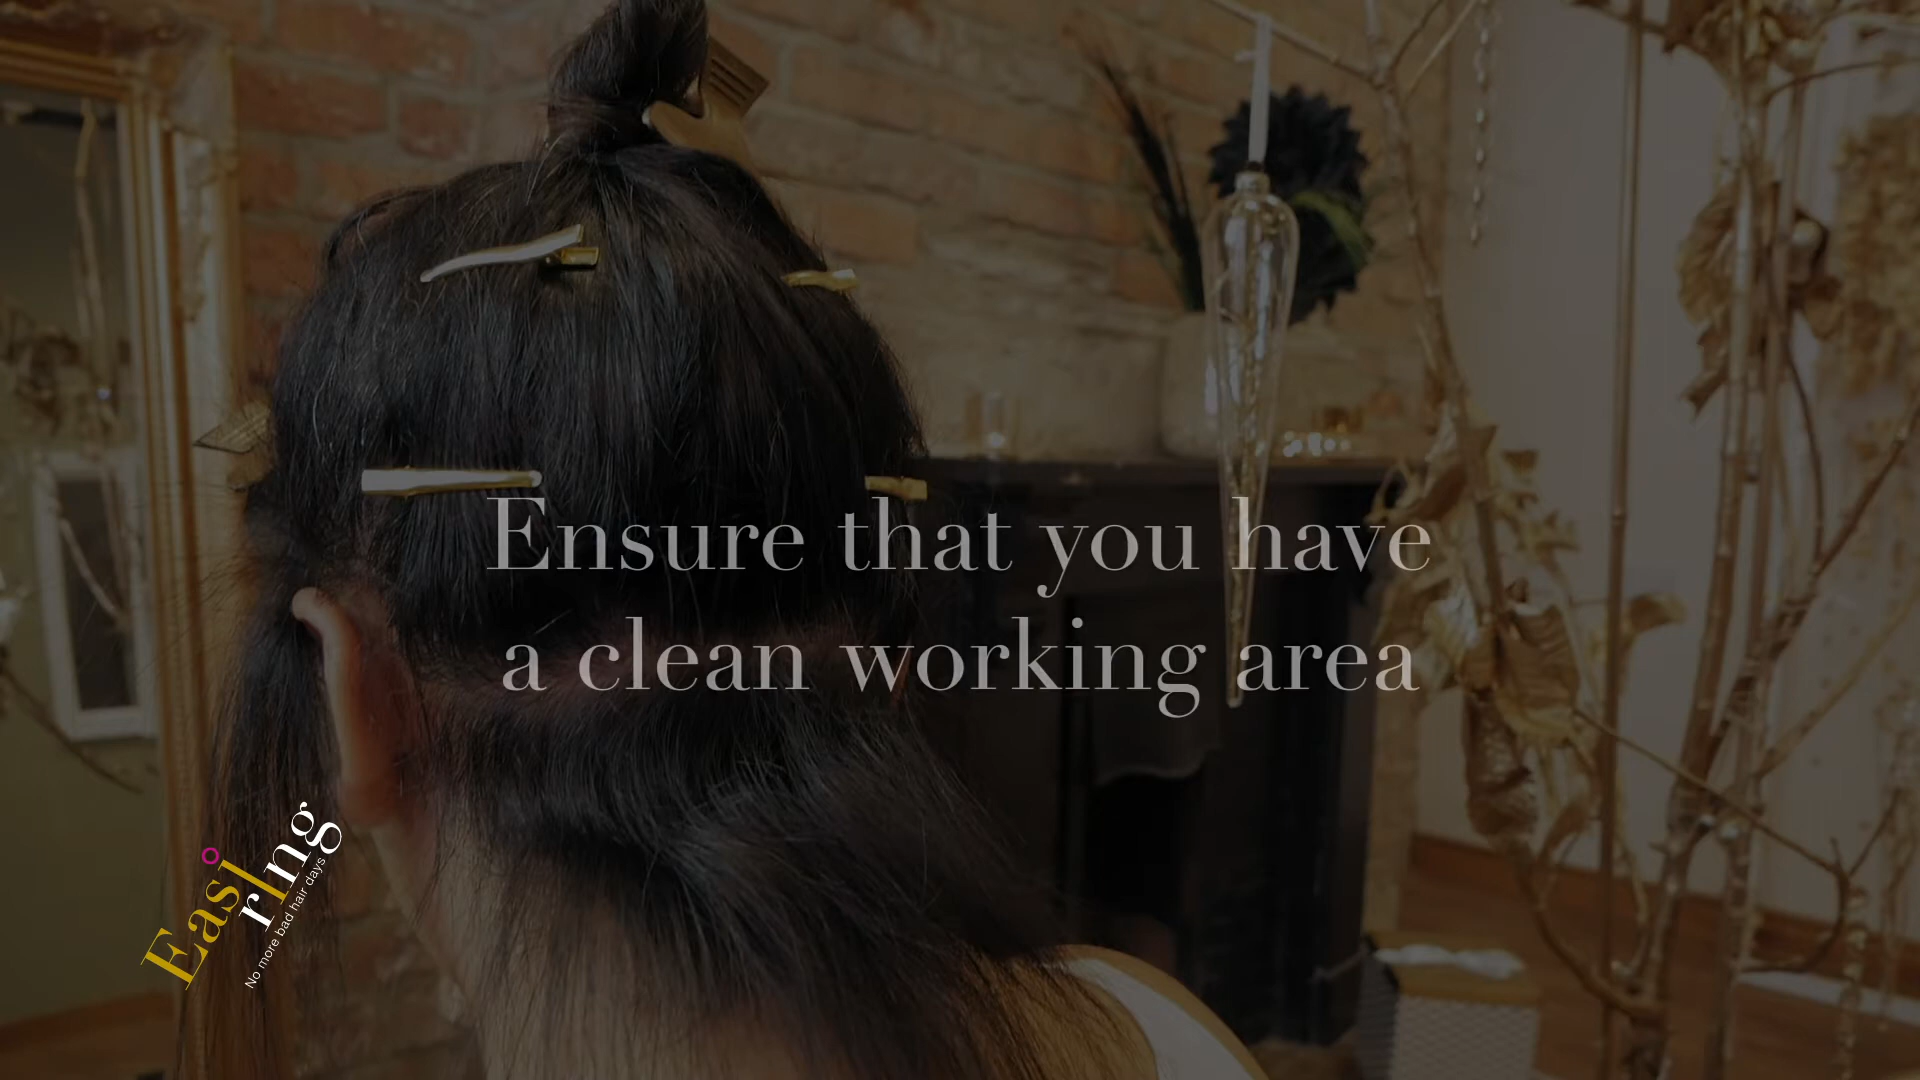 Ensure that you have
a clean working area
Easi
rIng
No more bad hair days